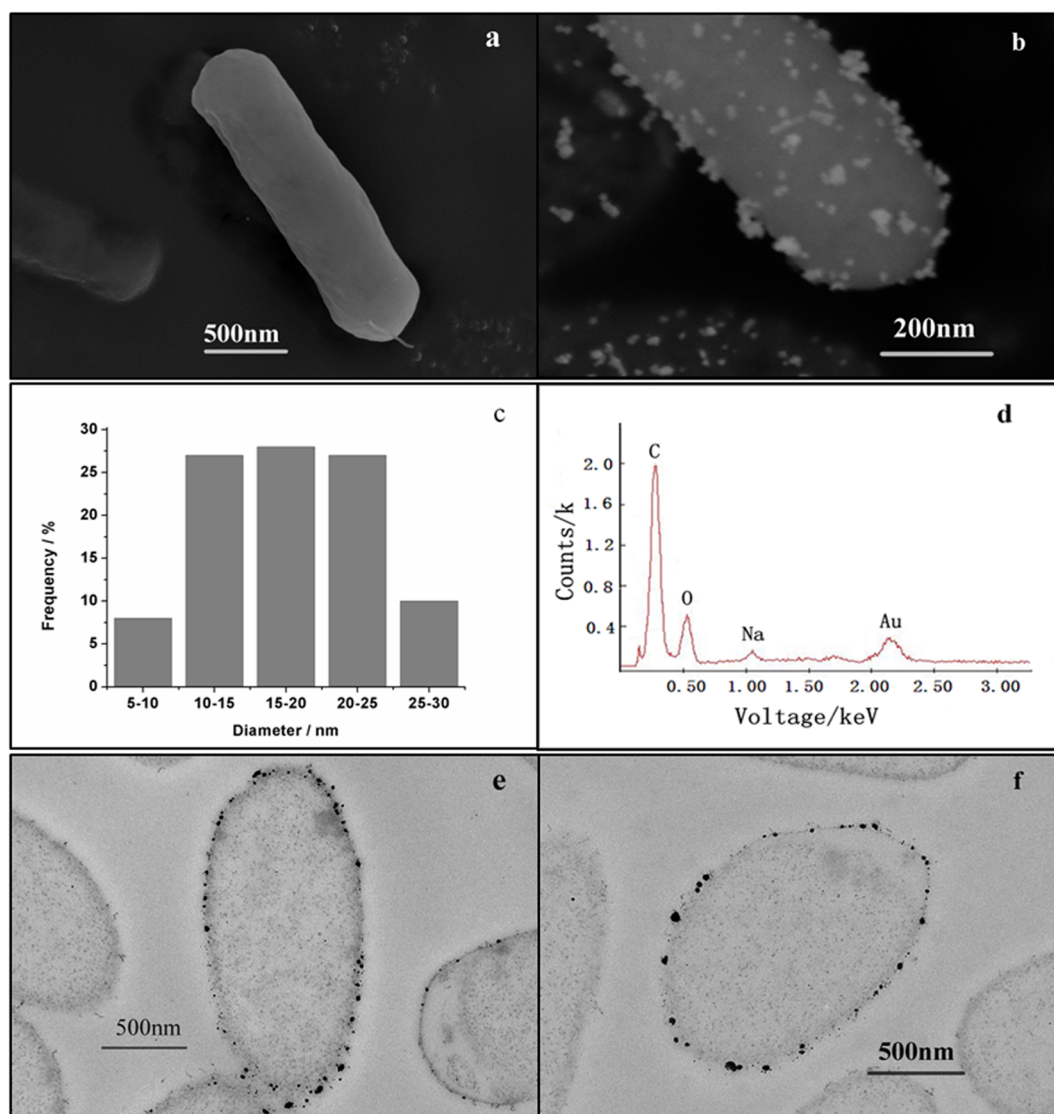 a
500nm
b
200nm
c
30
25
20
15
10
5
0
Frequency / %
5-10 10-15 15-20 20-25 25-30
Diameter / nm
d
C
2.0
1.6
1.2
0.8
0.4
Counts/k
O
Na
Au
0.50 1.00 1.50 2.00 2.50 3.00
Voltage/keV
e
500nm
f
500nm